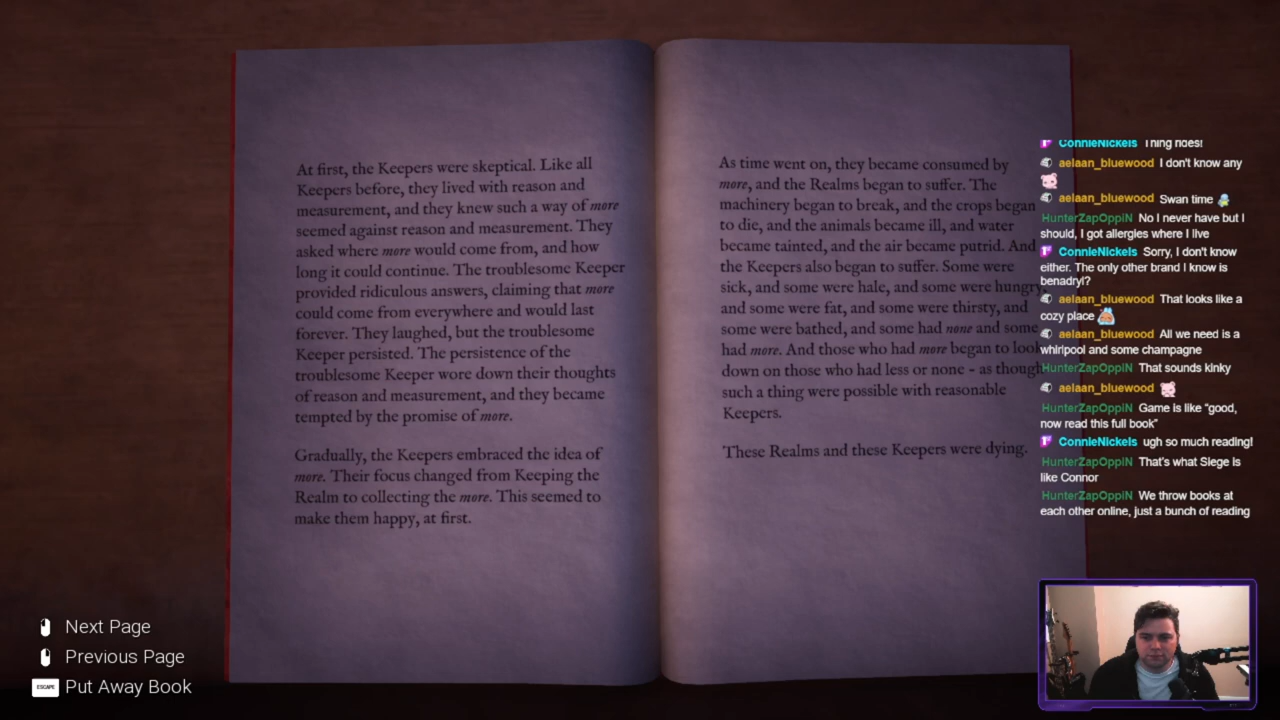 At first, the Keepers were skeptical. Like all
Keepers before, they lived with reason and
measurement, and they knew such a way of more
seemed against reason and measurement. They
asked where more would come from, and how
long it could continue. The troublesome Keeper
provided ridiculous answers, claiming that more
could come from everywhere and would last
forever. They laughed, but the troublesome
Keeper persisted. The persistence of the
troublesome Keeper wore down their thoughts
of reason and measurement, and they became
tempted by the promise of more.
Gradually, the Keepers embraced the idea of
more. Their focus changed from Keeping the
Realm to collecting the more. This seemed to
make them happy, at first.
As time went on, they became consumed by
more, and the Realms began to suffer. The
machinery began to break, and the crops began
to die, and the animals became ill, and water
became tainted, and the air became putrid. And
the Keepers also began to suffer. Some were
sick, and some were hale, and some were hungry,
and some were fat, and some were thirsty, and
some were bathed, and some had none and some
had more. And those who had more began to look
down on those who had less or none - as though
such a thing were possible with reasonable
Keepers.
These Realms and these Keepers were dying.
ConnieNickels Thing rides!
aelaan_bluewood I don't know any
aelaan_bluewood Swan time
HunterZapOppiN No I never have but I
should, I got allergies where I live
ConnieNickels Sorry, I don't know
either. The only other brand I know is
benadryl?
aelaan_bluewood That looks like a
cozy place
aelaan_bluewood All we need is a
whirlpool and some champagne
HunterZapOppiN That sounds kinky
aelaan_bluewood
HunterZapOppiN Game is like "good,
now read this full book"
ConnieNickels ugh so much reading!
HunterZapOppiN That's what Siege is
like Connor
HunterZapOppiN We throw books at
each other online, just a bunch of reading
Next Page
Previous Page
ESCAPE Put Away Book